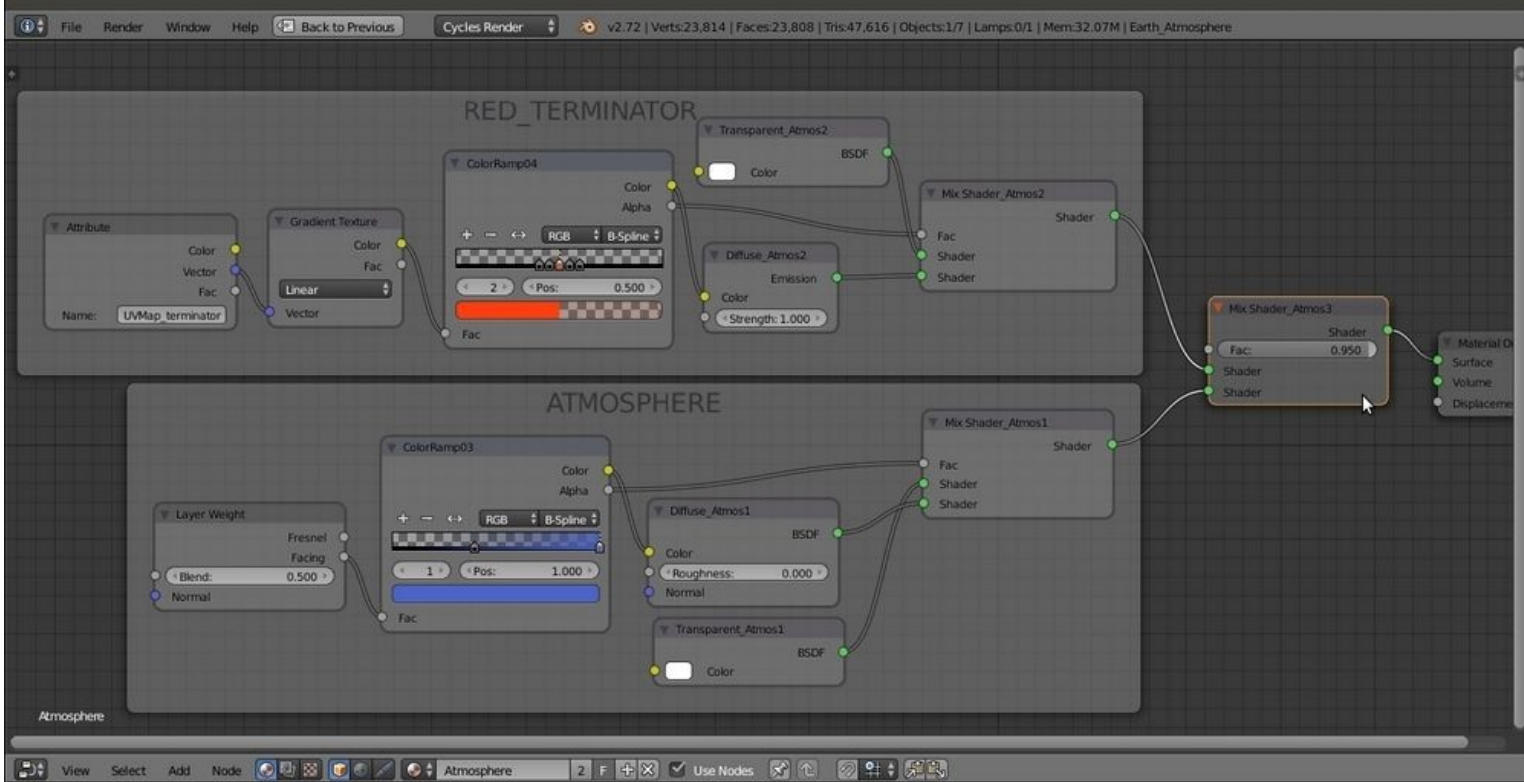 File Render Window Help Back to Previous Cycles Render v2.72 | Verts:23,814 | Faces:23,808 | Tris:47,616 | Objects:1/7 | Lamps:0/1 | Mem:32.07M | Earth_Atmosphere
RED_TERMINATOR
Attribute
Color
Vector
Fac
Name: UVMap_terminator
Gradient Texture
Color
Fac
Linear
Vector
ColorRamp04
Color
Alpha
RGB B-Spline
2 Pos: 0.500
Fac
Transparent_Atmos2
BSDF
Color
Diffuse_Atmos2
Emission
Color
Strength: 1.000
Mix Shader_Atmos2
Shader
Fac
Shader
Shader
Mix Shader_Atmos3
Shader
Fac: 0.950
Shader
Shader
Material O
Surface
Volume
Displaceme
ATMOSPHERE
Layer Weight
Fresnel
Facing
Blend: 0.500
Normal
ColorRamp03
Color
Alpha
RGB B-Spline
1 Pos: 1.000
Fac
Diffuse_Atmos1
BSDF
Color
Roughness: 0.000
Normal
Transparent_Atmos1
BSDF
Color
Mix Shader_Atmos1
Shader
Fac
Shader
Shader
Atmosphere
View Select Add Node Atmosphere 2 F Use Nodes